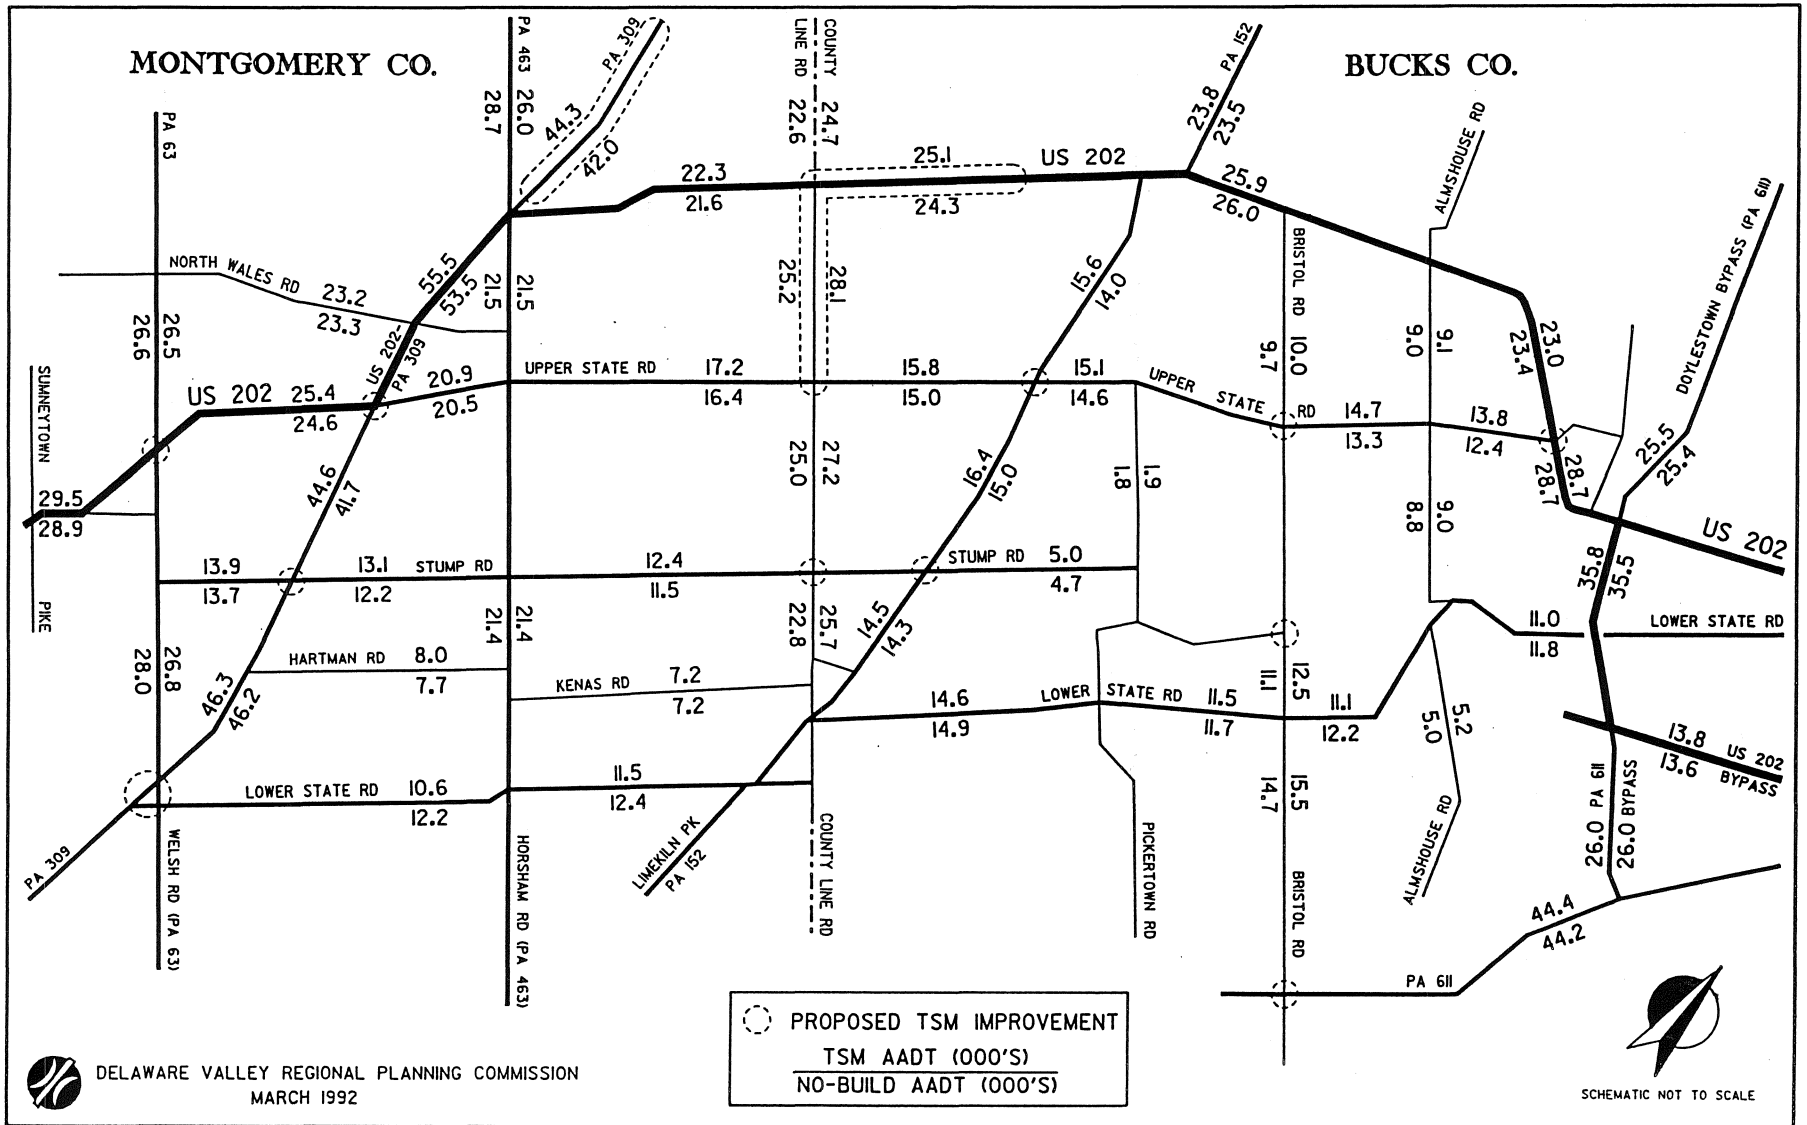 MONTGOMERY CO.
BUCKS CO.
PA 63
PA 463
26.0
28.7
PA 309
44.3
42.0
COUNTY
LINE RD
24.7
22.6
25.1
US 202
24.3
22.3
21.6
PA 152
23.8
23.5
25.9
26.0
ALMSHOUSE RD
DOYLESTOWN BYPASS (PA 611)
NORTH WALES RD
23.2
23.3
55.5
53.5
21.5
21.5
28.1
25.2
15.6
14.0
BRISTOL RD
10.0
9.7
9.1
9.0
23.0
23.4
26.5
26.6
SUNNEYTOWN
PIKE
US 202-
PA 309
US 202
25.4
24.6
20.9
20.5
UPPER STATE RD
17.2
16.4
15.8
15.0
15.1
14.6
UPPER STATE RD
14.7
13.3
13.8
12.4
25.5
25.4
29.5
28.9
44.6
41.7
27.2
25.0
16.4
15.0
1.9
1.8
9.0
8.8
28.7
28.7
US 202
13.9
13.7
13.1
12.2
STUMP RD
12.4
11.5
STUMP RD
5.0
4.7
35.8
35.5
26.8
28.0
21.4
21.4
25.7
22.8
14.5
14.3
11.0
11.8
LOWER STATE RD
HARTMAN RD
8.0
7.7
46.3
46.2
KENAS RD
7.2
7.2
14.6
14.9
LOWER STATE RD
11.5
11.7
12.5
11.1
11.1
12.2
5.2
5.0
13.8
13.6
US 202
BYPASS
LOWER STATE RD
10.6
12.2
11.5
12.4
15.5
14.7
26.0 PA 611
26.0 BYPASS
PA 309
WELSH RD (PA 63)
HORSHAM RD (PA 463)
LIMEKILN PK
PA 152
COUNTY LINE RD
PICKERTOWN RD
BRISTOL RD
ALMSHOUSE RD
44.4
44.2
PA 611
PROPOSED TSM IMPROVEMENT
TSM AADT (000'S)
NO-BUILD AADT (000'S)
DELAWARE VALLEY REGIONAL PLANNING COMMISSION
MARCH 1992
SCHEMATIC NOT TO SCALE